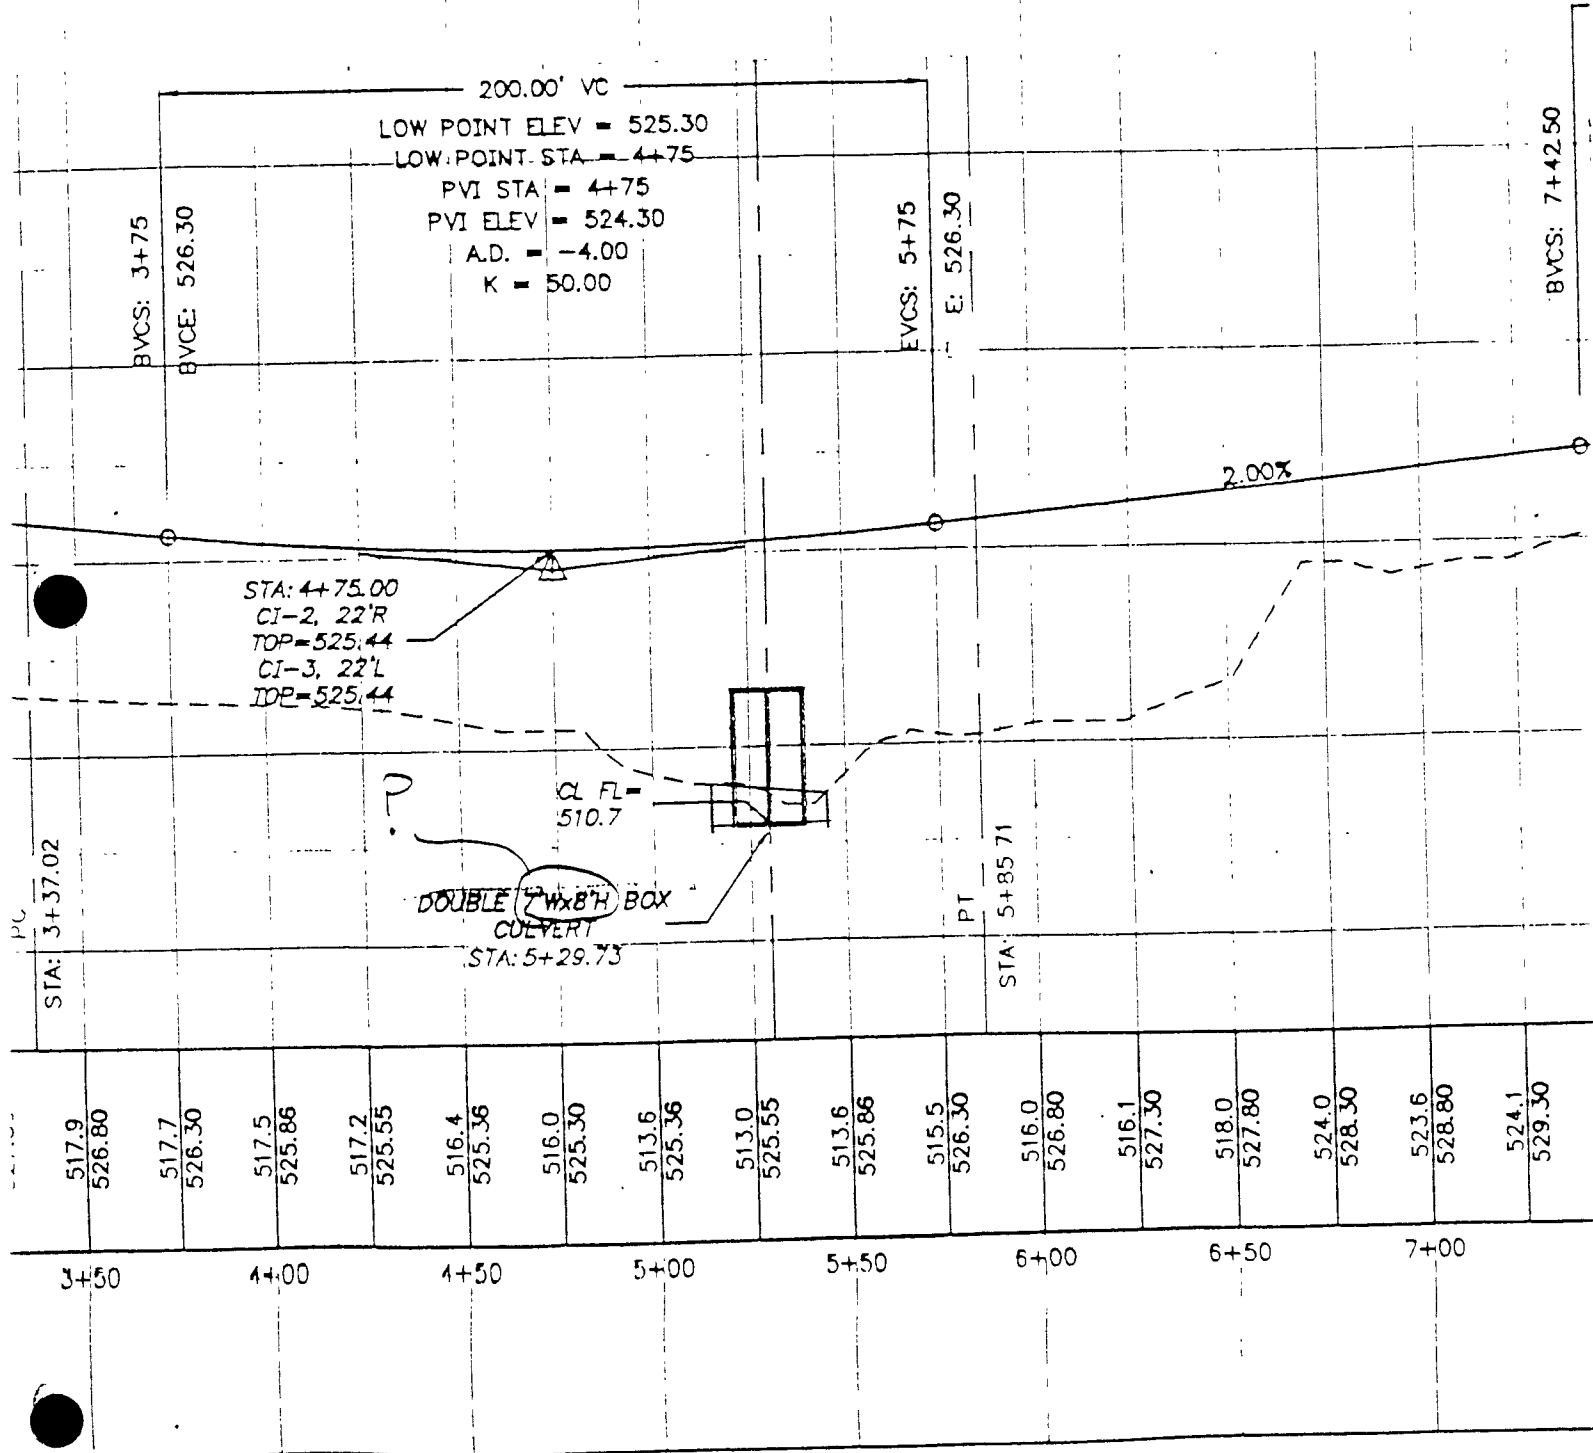 200.00' VC
LOW POINT ELEV = 525.30
LOW POINT STA = 4+75
PVI STA = 4+75
PVI ELEV = 524.30
A.D. = -4.00
K = 50.00
BVCS: 3+75
BVCE: 526.30
EVCS: 5+75
E: 526.30
BVCS: 7+42.50
2.00%
STA: 4+75.00
CI-2, 22'R
TOP=525.44
CI-3, 22'L
TOP=525.44
?
CL FL=
510.7
DOUBLE 7'Wx8'H BOX
CULVERT
STA: 5+29.73
PC
STA: 3+37.02
PT
STA: 5+85.71
517.9
526.80
517.7
526.30
517.5
525.86
517.2
525.55
516.4
525.36
516.0
525.30
513.6
525.36
513.0
525.55
513.6
525.86
515.5
526.30
516.0
526.80
516.1
527.30
518.0
527.80
524.0
528.30
523.6
528.80
524.1
529.30
3+50
4+00
4+50
5+00
5+50
6+00
6+50
7+00